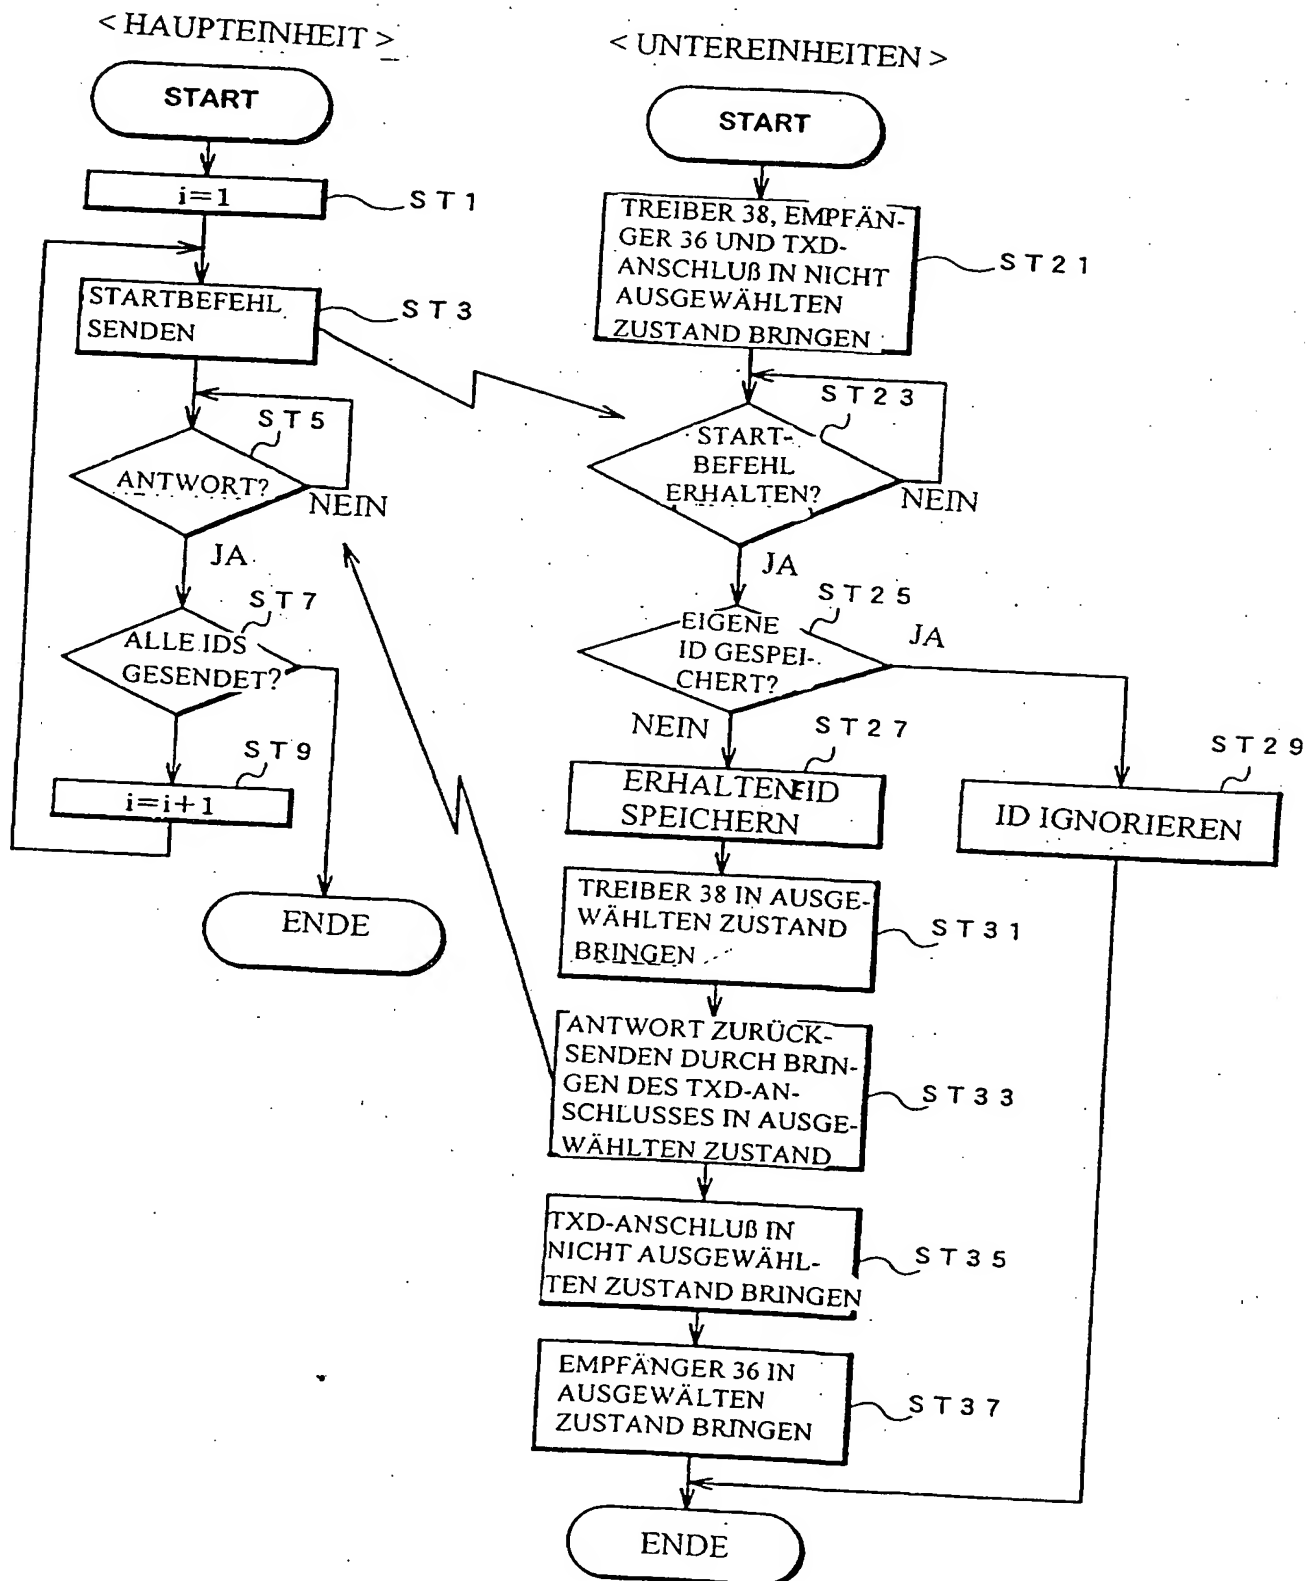 < HAUPTEINHEIT >
START
i=1
ST1
STARTBEFEHL
SENDEN
ST3
ST5
ANTWORT?
NEIN
JA
ST7
ALLE IDS
GESENDET?
ST9
i=i+1
ENDE
< UNTEREINHEITEN >
START
TREIBER 38, EMPFÄN-
GER 36 UND TXD-
ANSCHLUß IN NICHT
AUSGEWÄHLTEN
ZUSTAND BRINGEN
ST21
ST23
START-
BEFEHL
ERHALTEN?
NEIN
JA
ST25
EIGENE
ID GESPEI-
CHERT?
JA
NEIN
ST27
ERHALTENE ID
SPEICHERN
ST29
ID IGNORIEREN
TREIBER 38 IN AUSGE-
WÄHLTEN ZUSTAND
BRINGEN
ST31
ANTWORT ZURÜCK-
SENDEN DURCH BRIN-
GEN DES TXD-AN-
SCHLUSSES IN AUSGE-
WÄHLTEN ZUSTAND
ST33
TXD-ANSCHLUß IN
NICHT AUSGEWÄHL-
TEN ZUSTAND BRINGEN
ST35
EMPFÄNGER 36 IN
AUSGEWÄLTEN
ZUSTAND BRINGEN
ST37
ENDE